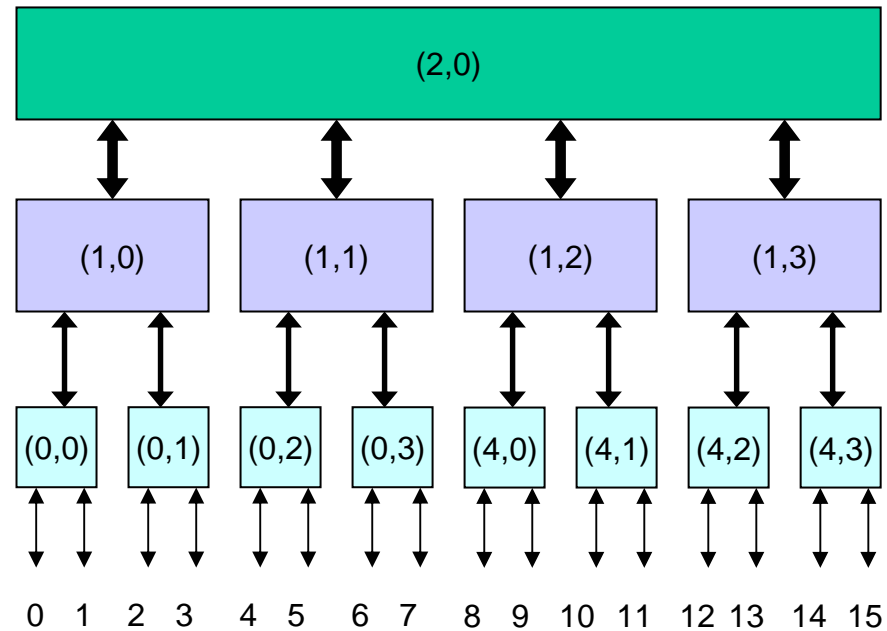 (2,0)
(1,0) (1,1) (1,2) (1,3)
(0,0) (0,1) (0,2) (0,3) (4,0) (4,1) (4,2) (4,3)
0 1 2 3 4 5 6 7 8 9 10 11 12 13 14 15